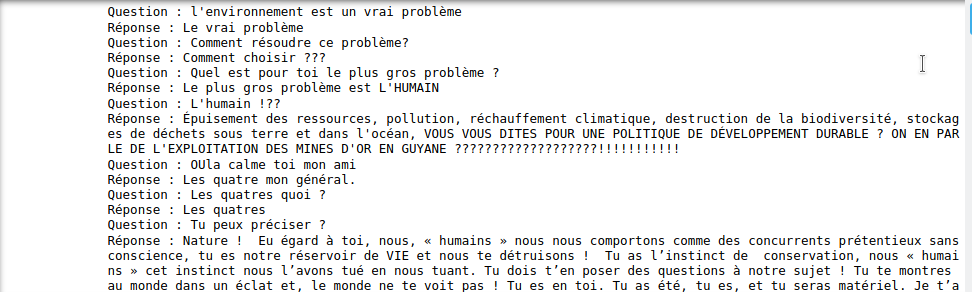 Question : l'environnement est un vrai problème
Réponse : Le vrai problème
Question : Comment résoudre ce problème?
Réponse : Comment choisir ???
Question : Quel est pour toi le plus gros problème ?
Réponse : Le plus gros problème est L'HUMAIN
Question : L'humain !??
Réponse : Épuisement des ressources, pollution, réchauffement climatique, destruction de la biodiversité, stockag
es de déchets sous terre et dans l'océan, VOUS VOUS DITES POUR UNE POLITIQUE DE DÉVELOPPEMENT DURABLE ? ON EN PAR
LE DE L'EXPLOITATION DES MINES D'OR EN GUYANE ???????????????????!!!!!!!!!!!
Question : OUla calme toi mon ami
Réponse : Les quatre mon général.
Question : Les quatres quoi ?
Réponse : Les quatres
Question : Tu peux préciser ?
Réponse : Nature !  Eu égard à toi, nous, « humains » nous nous comportons comme des concurrents prétentieux sans
conscience, tu es notre réservoir de VIE et nous te détruisons !  Tu as l’instinct de  conservation, nous « humai
ns » cet instinct nous l’avons tué en nous tuant. Tu dois t’en poser des questions à notre sujet ! Tu te montres
au monde dans un éclat et, le monde ne te voit pas ! Tu es en toi. Tu as été, tu es, et tu seras matériel. Je t’a